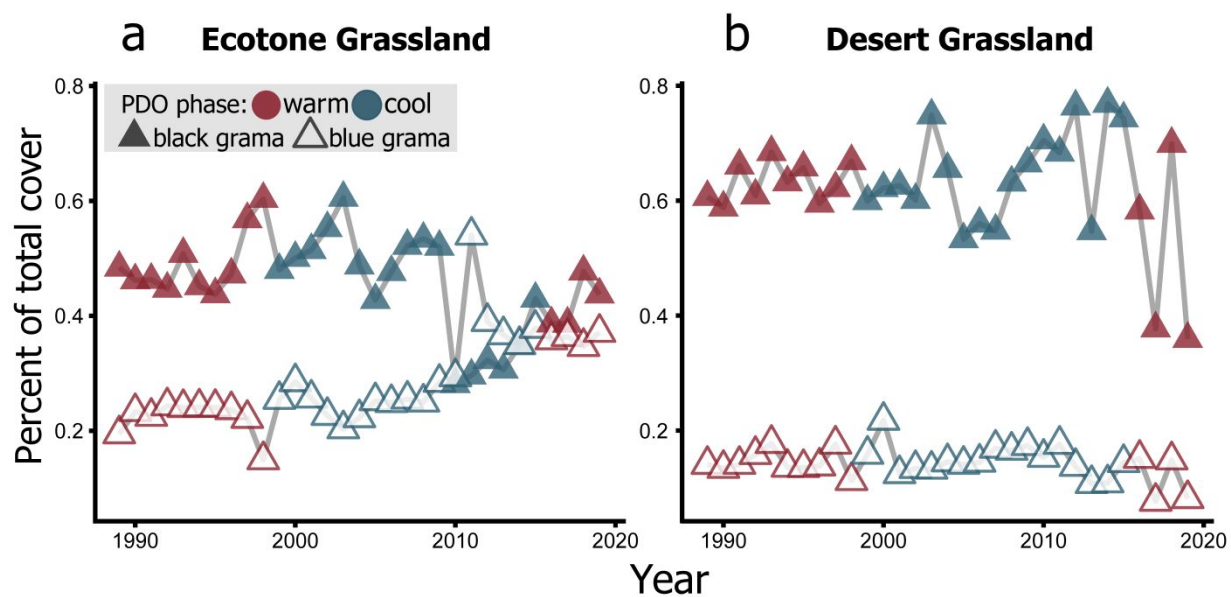 a Ecotone Grassland
b Desert Grassland
PDO phase: warm cool
black grama blue grama
Percent of total cover
0.8
0.6
0.4
0.2
1990 2000 2010 2020
1990 2000 2010 2020
0.8
0.6
0.4
0.2
Year